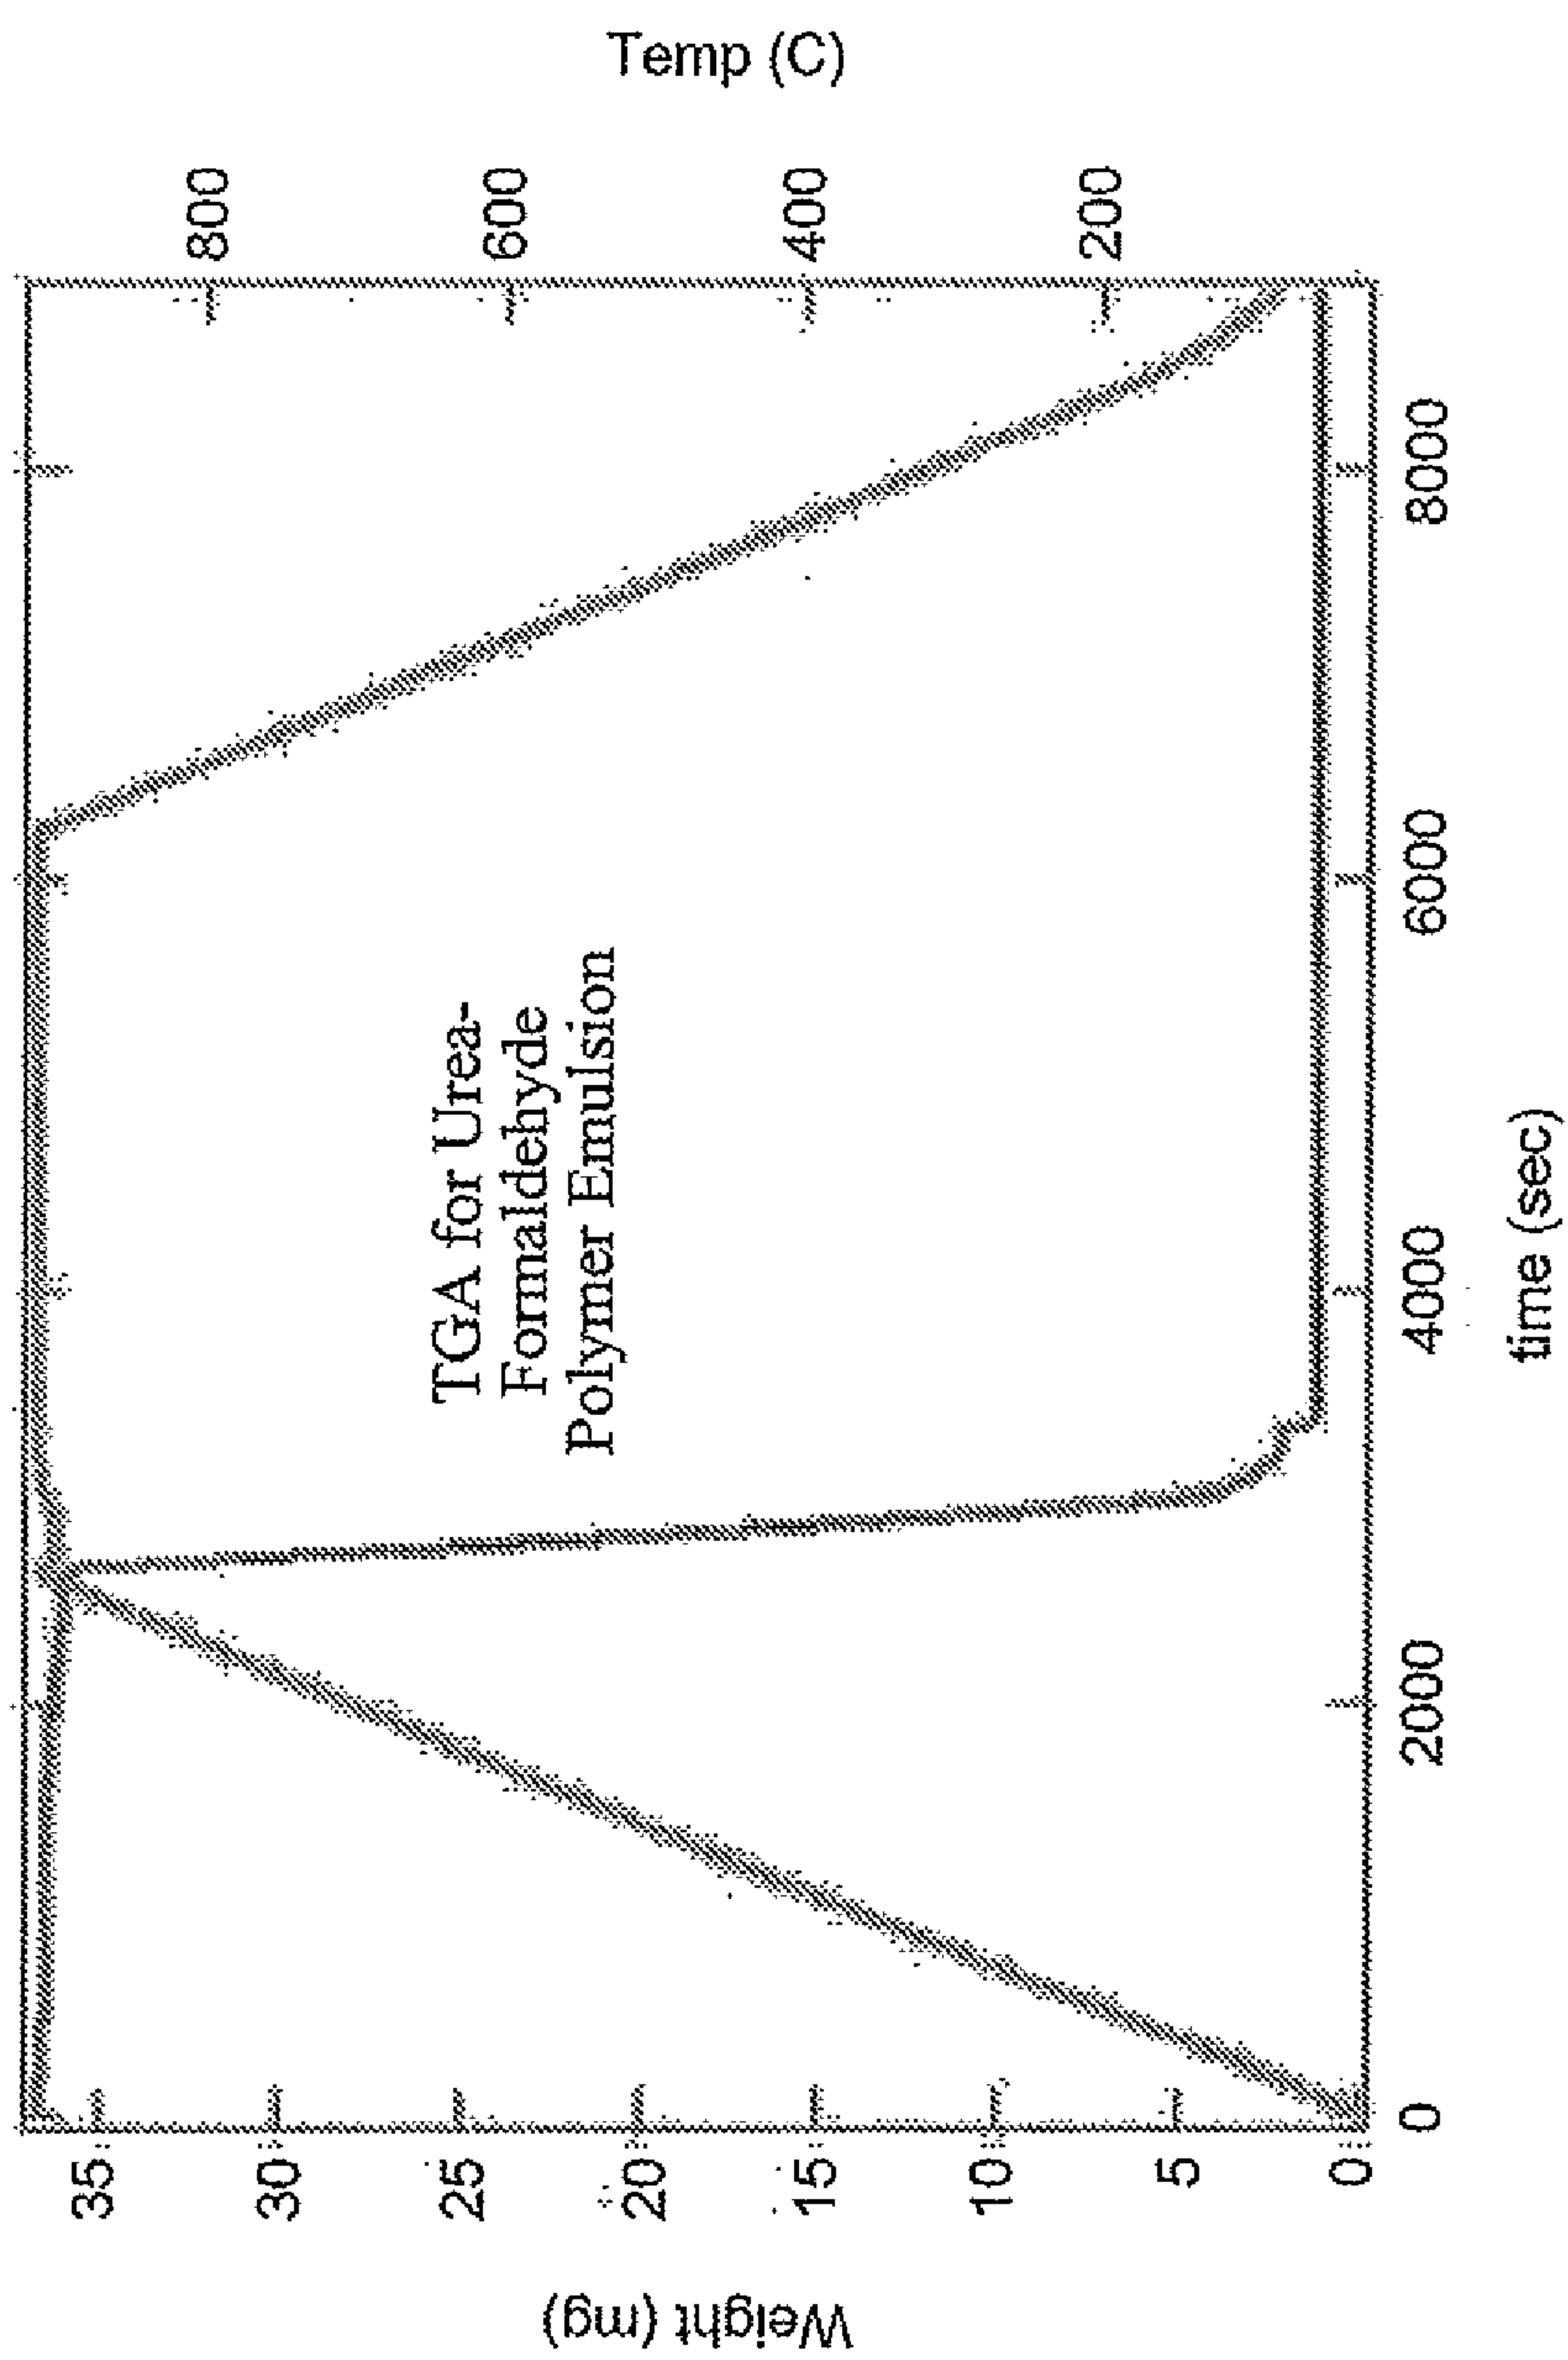 TGA for Urea-
Formaldehyde
Polymer Emulsion
Weight (mg)
35
30
25
20
15
10
5
0
Temp (C)
800
600
400
200
0
2000
4000
6000
8000
time (sec)